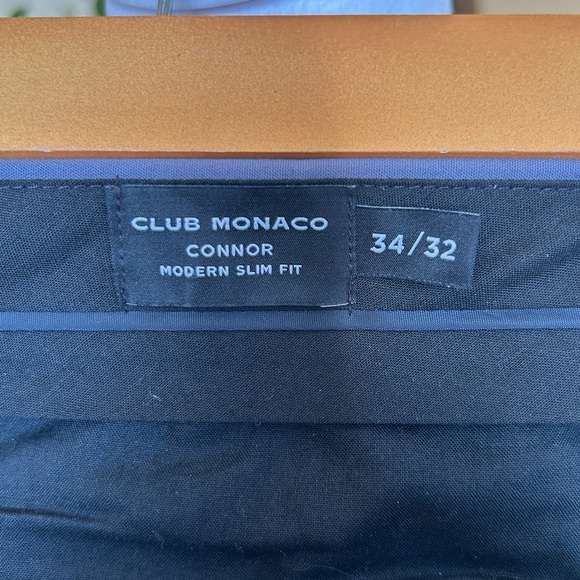 CLUB MONACO
CONNOR
MODERN SLIM FIT
34/32